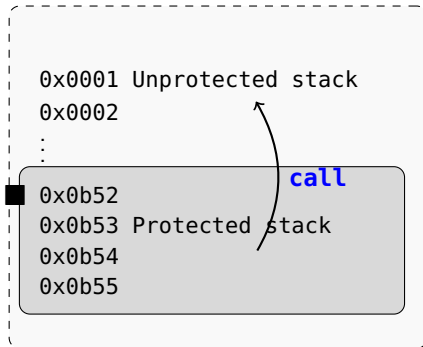 0x0001 Unprotected stack
0x0002
⋮
call
0x0b52
0x0b53 Protected stack
0x0b54
0x0b55